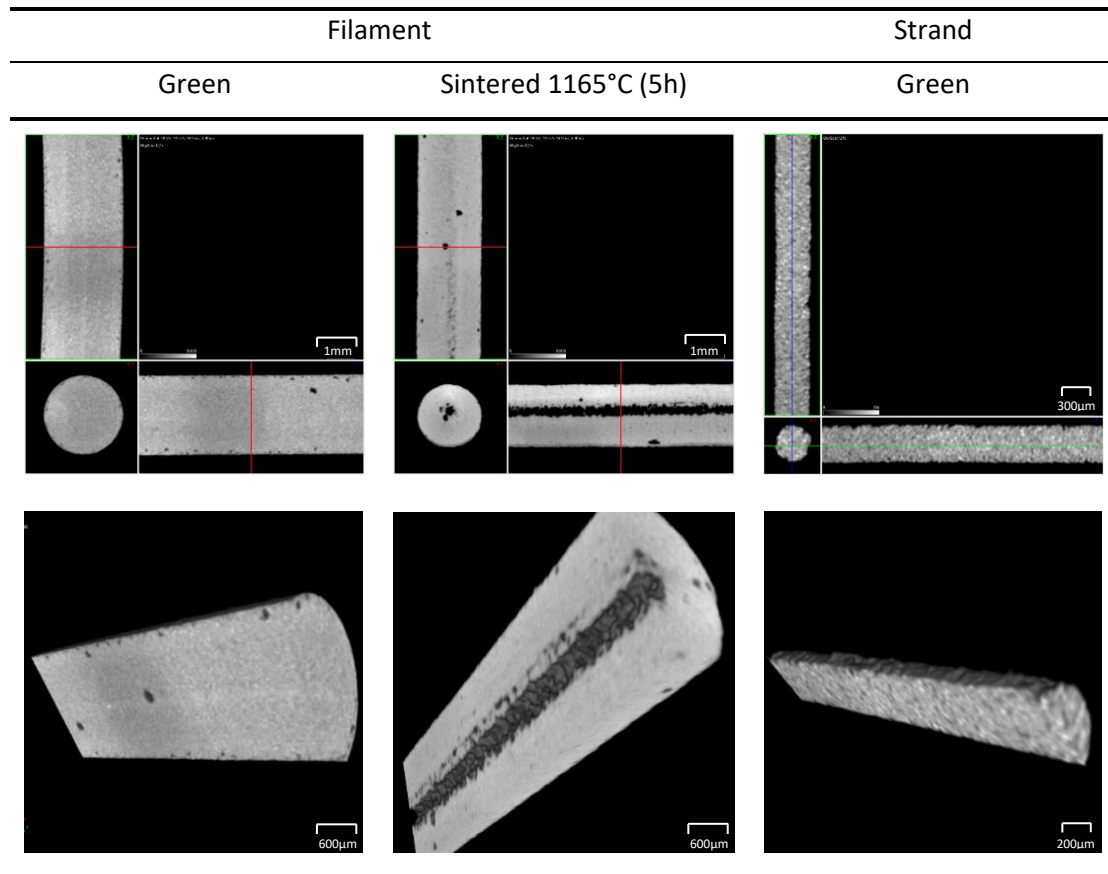 Filament
Strand
Green
Sintered 1165°C (5h)
Green
1mm
1mm
300µm
600µm
600µm
200µm